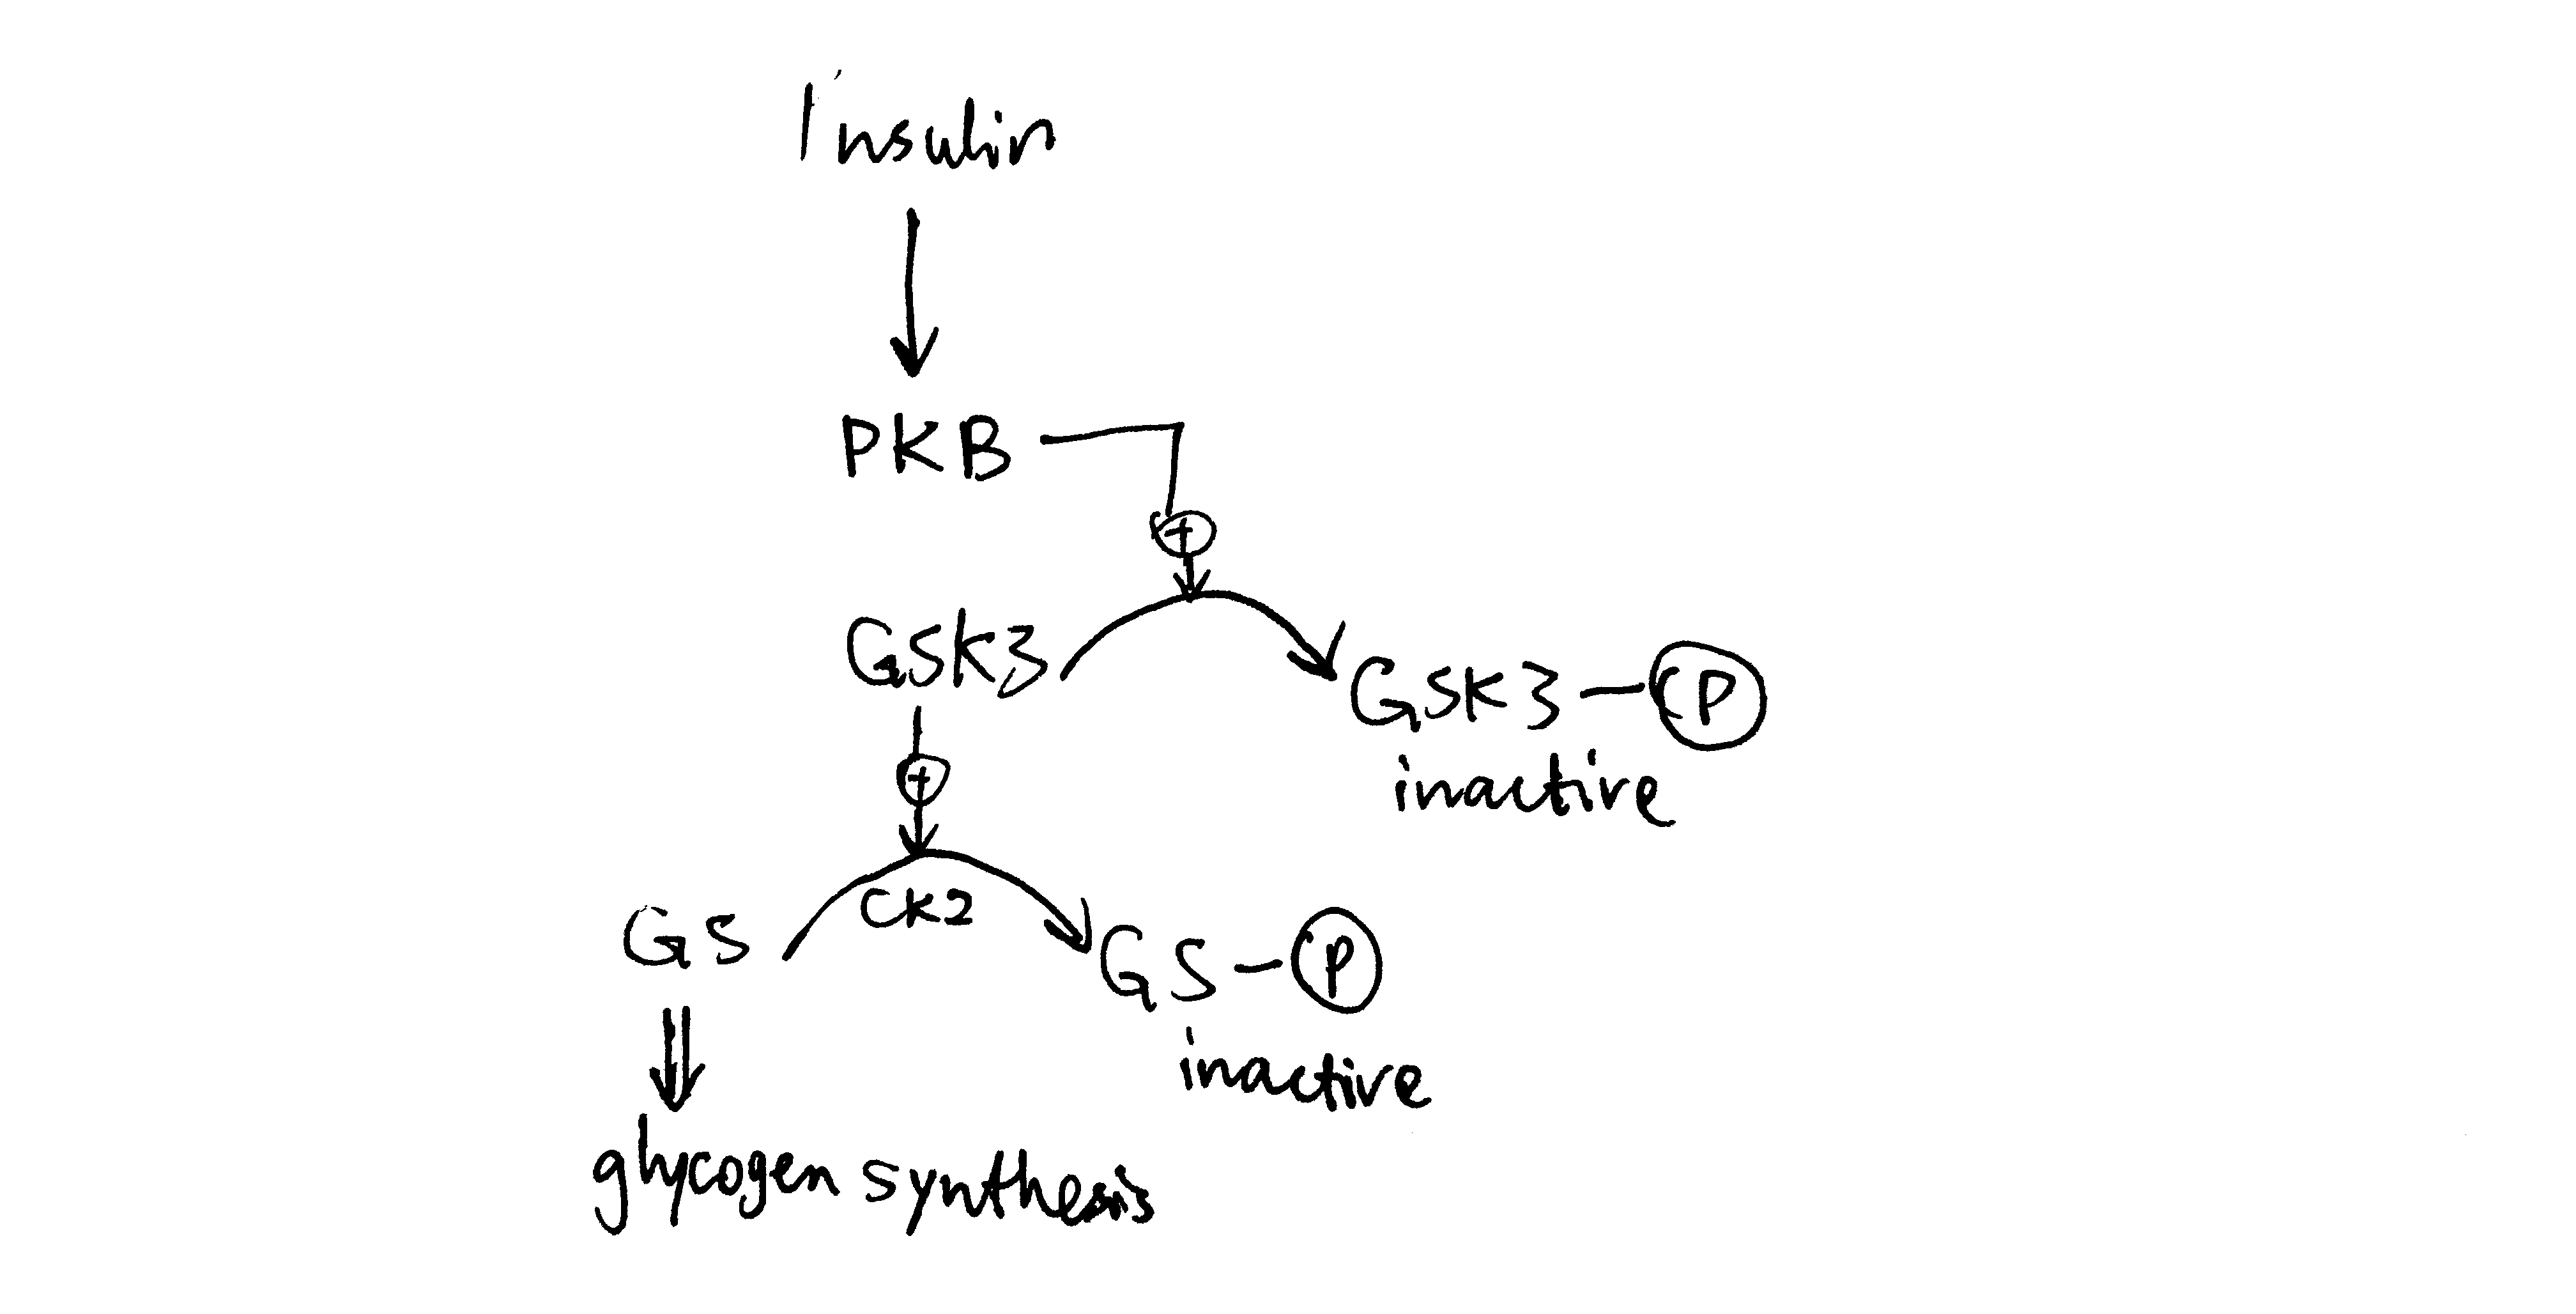 Insulin
PKB
+
GSK3
GSK3 - P
inactive
+
CK2
GS
GS - P
inactive
glycogen synthesis